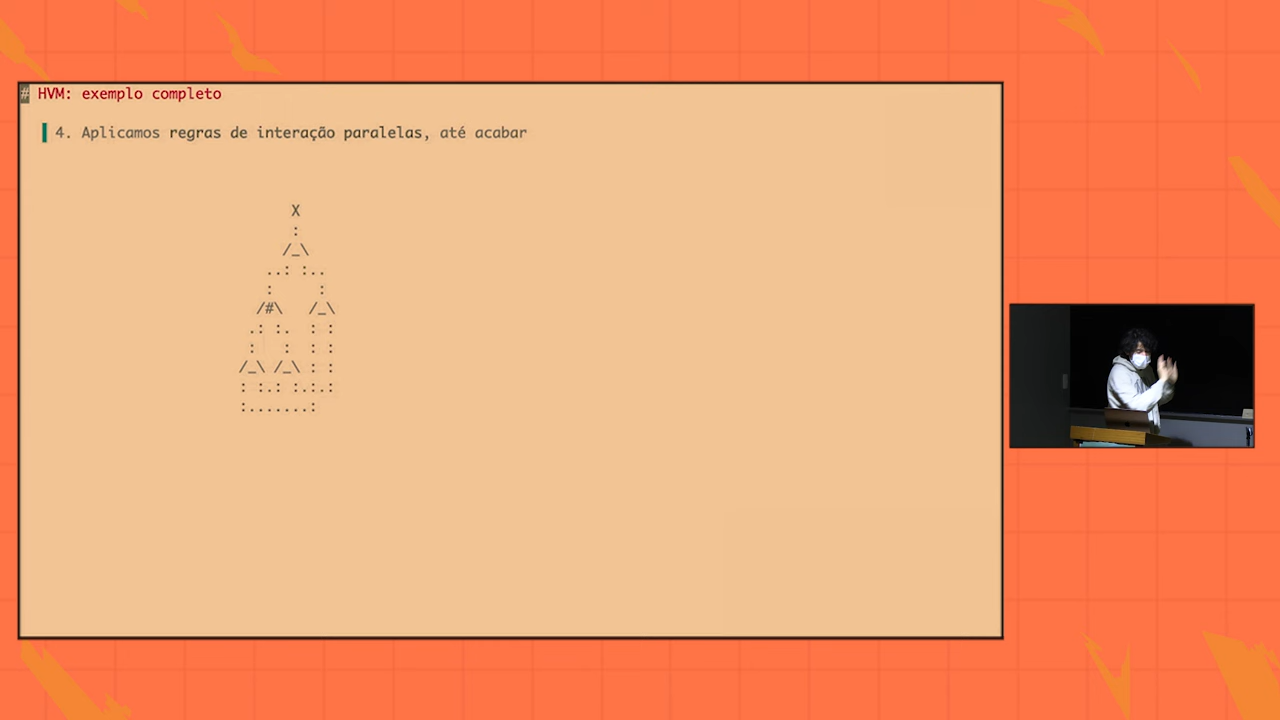 # HVM: exemplo completo
4. Aplicamos regras de interação paralelas, até acabar
X
:
/_\
..: :..
:     :
/#\   /_\
.: :.  : :
:   :  : :
/_\ /_\ : :
: :.: :.:.:
:.......: